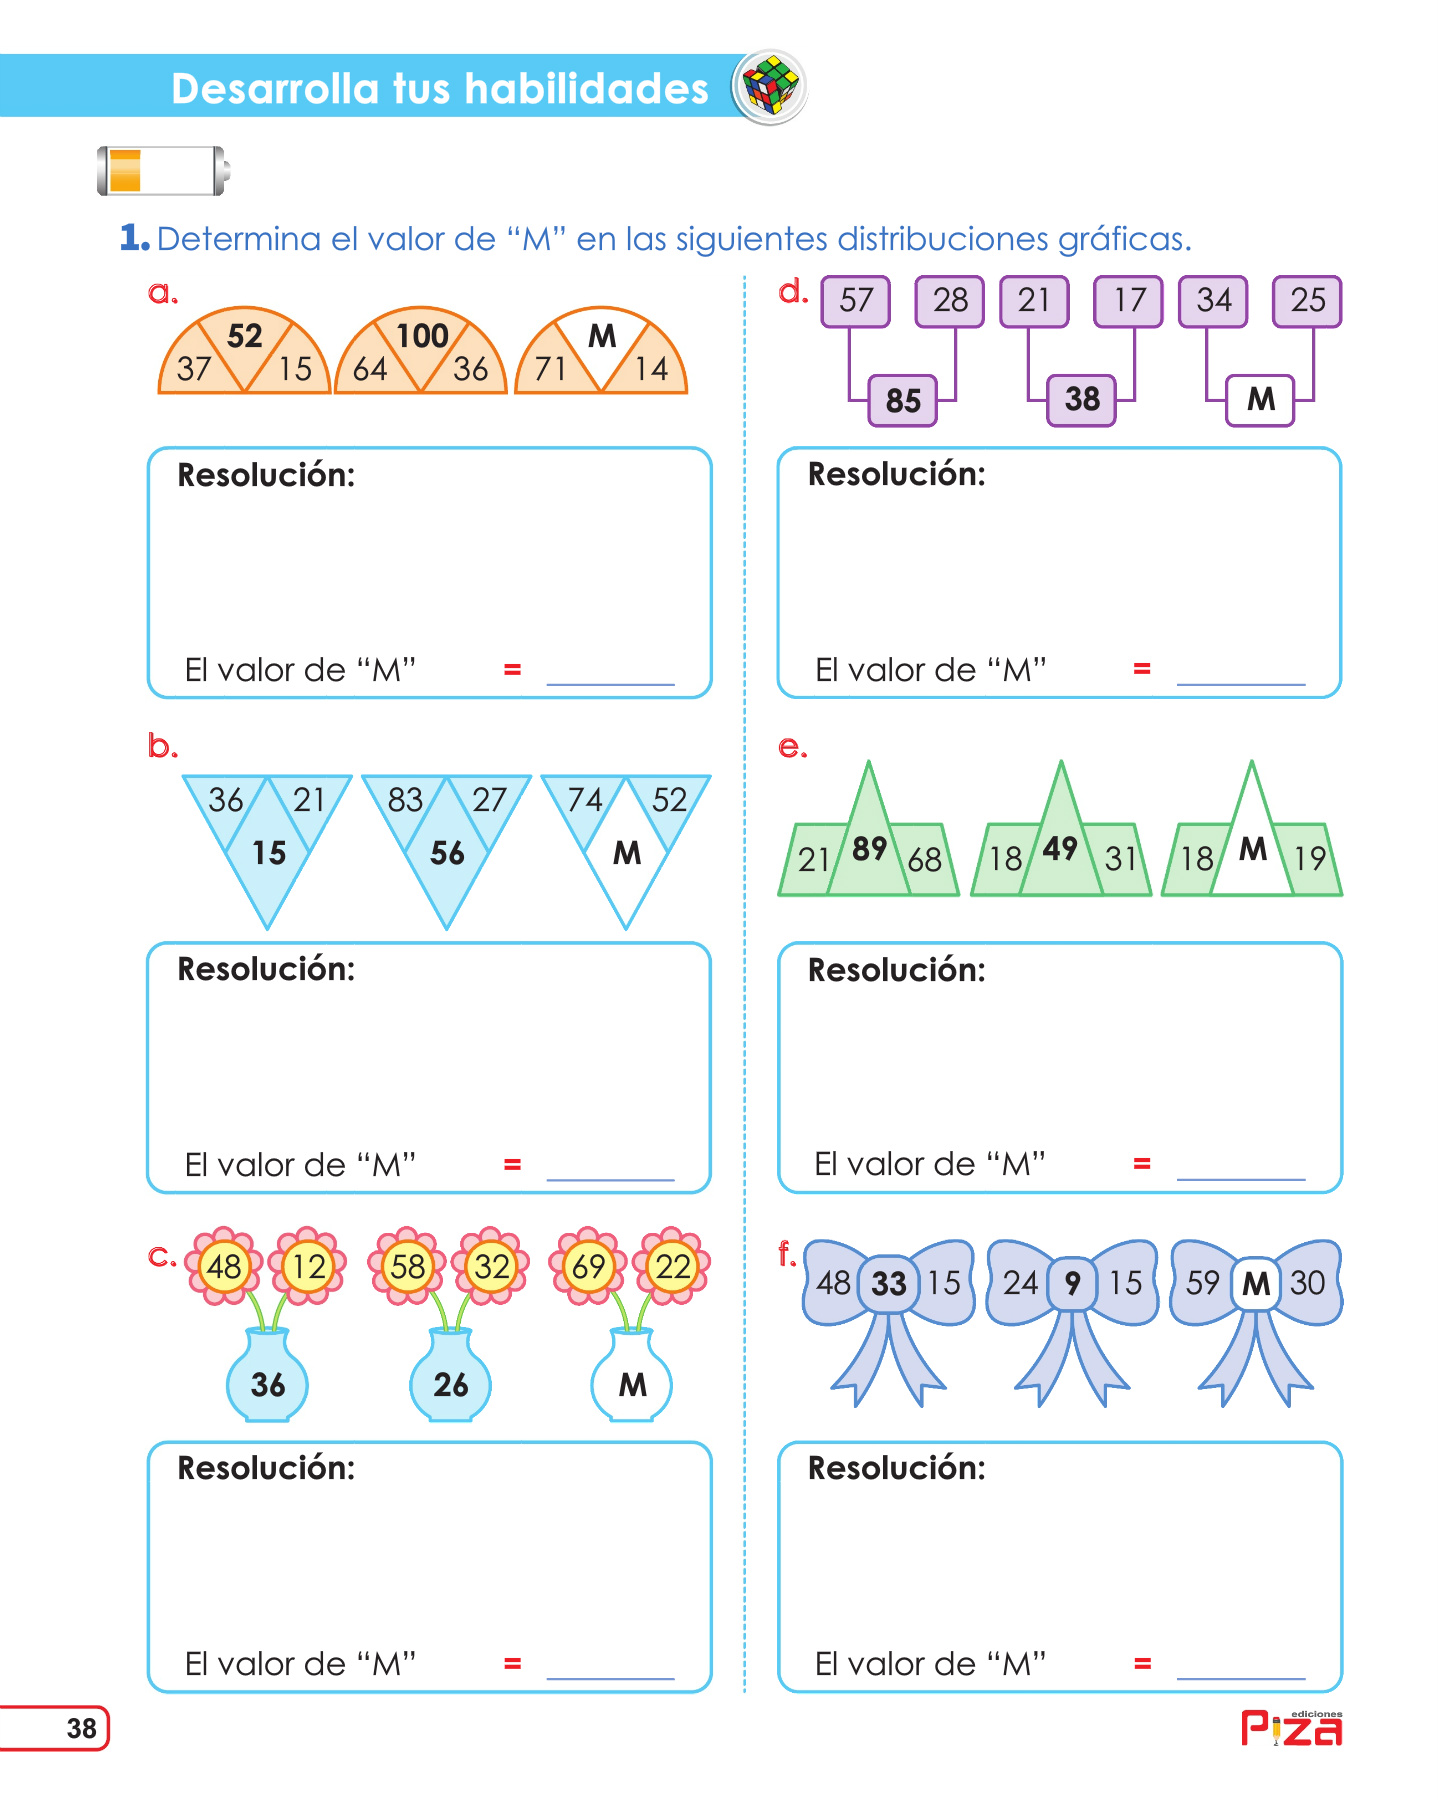 Desarrolla tus habilidades
1. Determina el valor de “M” en las siguientes distribuciones gráficas.
a.
52 100 M
37 15 64 36 71 14
Resolución:
El valor de “M” = ________
b.
36 21 83 27 74 52
15 56 M
Resolución:
El valor de “M” = ________
c.
48 12 58 32 69 22
36 26 M
Resolución:
El valor de “M” = ________
d.
57 28 21 17 34 25
85 38 M
Resolución:
El valor de “M” = ________
e.
21 89 68 18 49 31 18 M 19
Resolución:
El valor de “M” = ________
f.
48 33 15 24 9 15 59 M 30
Resolución:
El valor de “M” = ________
38
ediciones
Piza